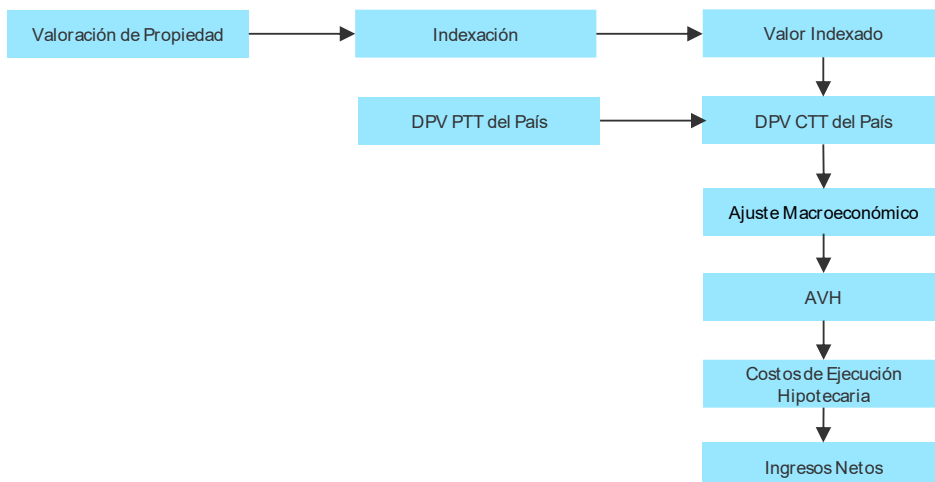 Valoración de Propiedad
Indexación
Valor Indexado
DPV PTT del País
DPV CTT del País
Ajuste Macroeconómico
AVH
Costos de Ejecución
Hipotecaria
Ingresos Netos